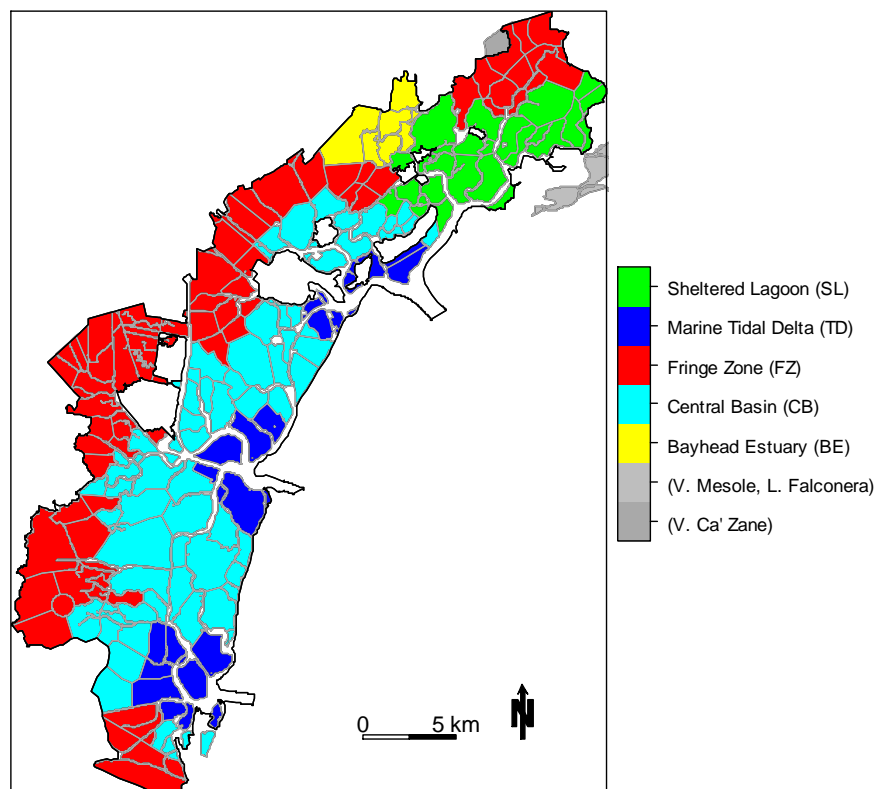 Sheltered Lagoon (SL)
Marine Tidal Delta (TD)
Fringe Zone (FZ)
Central Basin (CB)
Bayhead Estuary (BE)
(V. Mesole, L. Falconera)
(V. Ca' Zane)
0 5 km
N